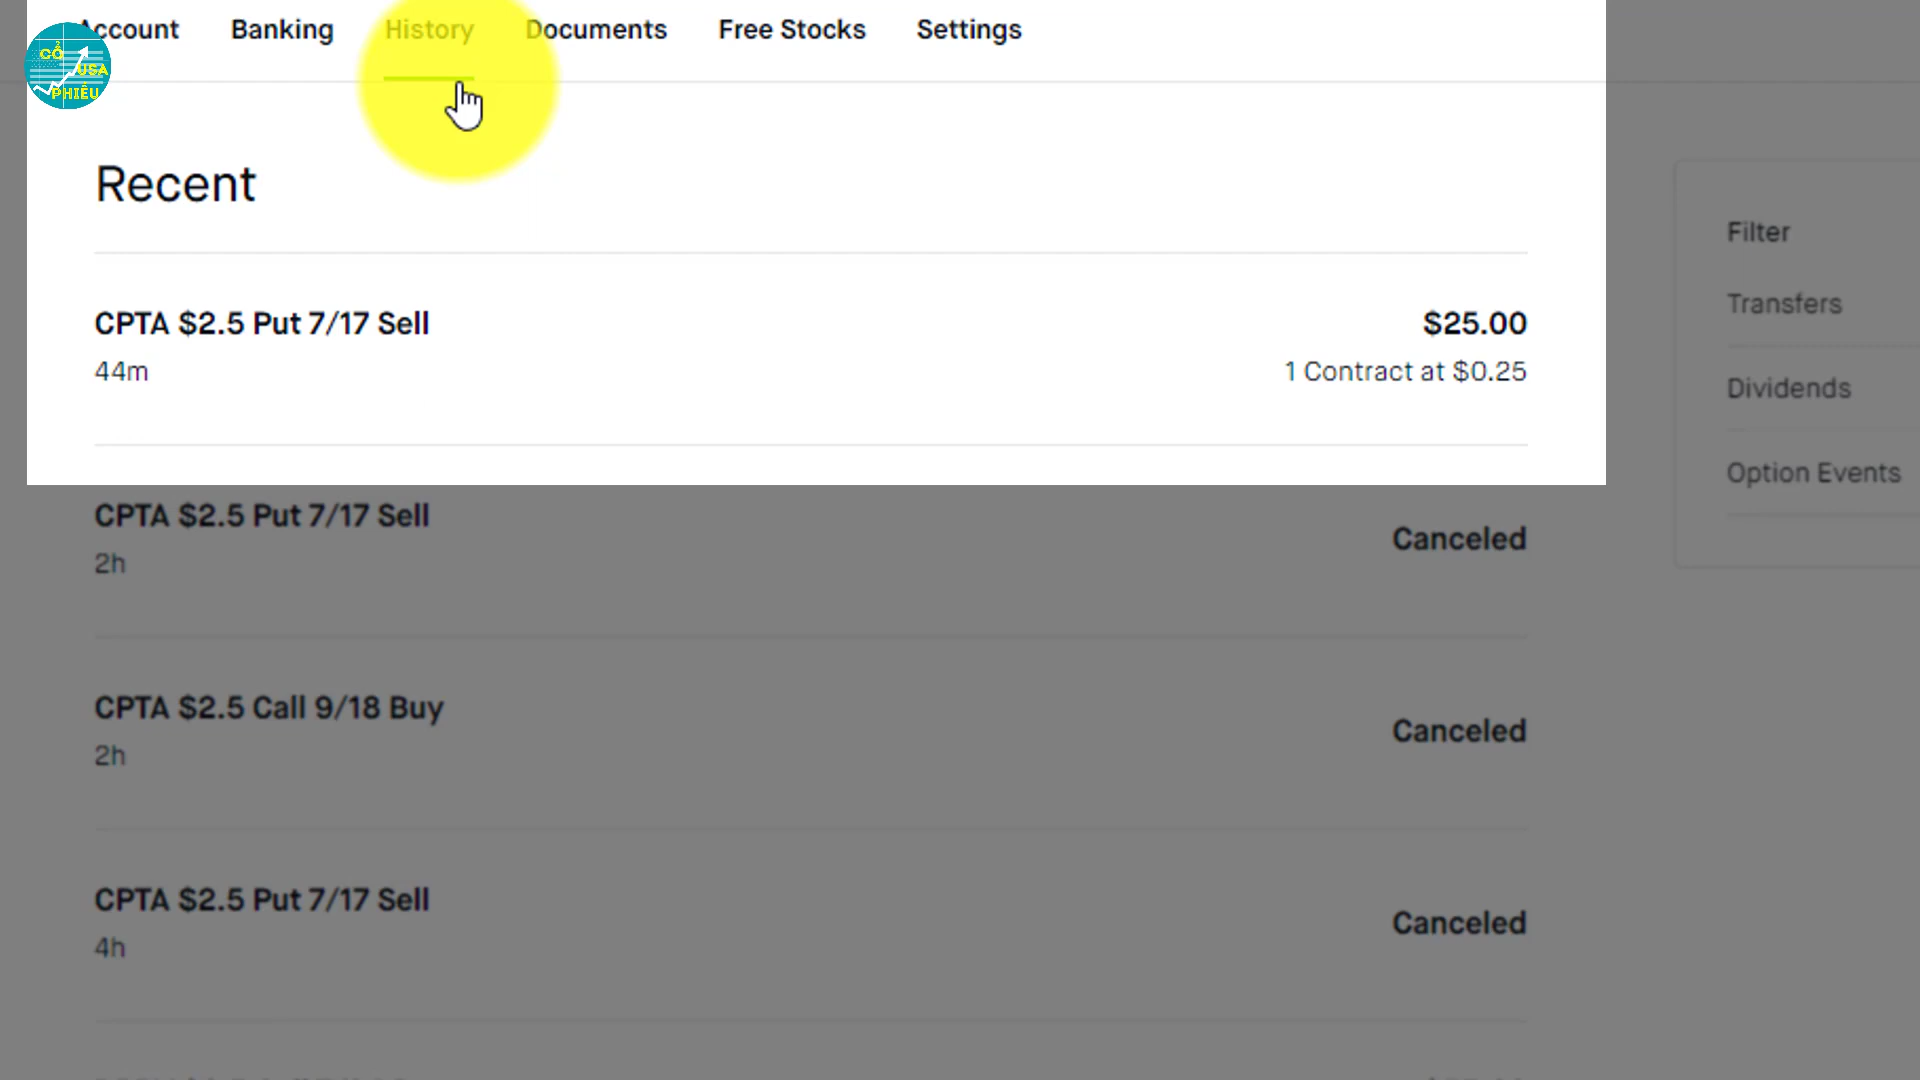 ccount Banking History Documents Free Stocks Settings
CỔ
USA
PHIẾU
Recent
Filter
Transfers
CPTA $2.5 Put 7/17 Sell $25.00
44m 1 Contract at $0.25
Dividends
Option Events
CPTA $2.5 Put 7/17 Sell
Canceled
2h
CPTA $2.5 Call 9/18 Buy
Canceled
2h
CPTA $2.5 Put 7/17 Sell
Canceled
4h